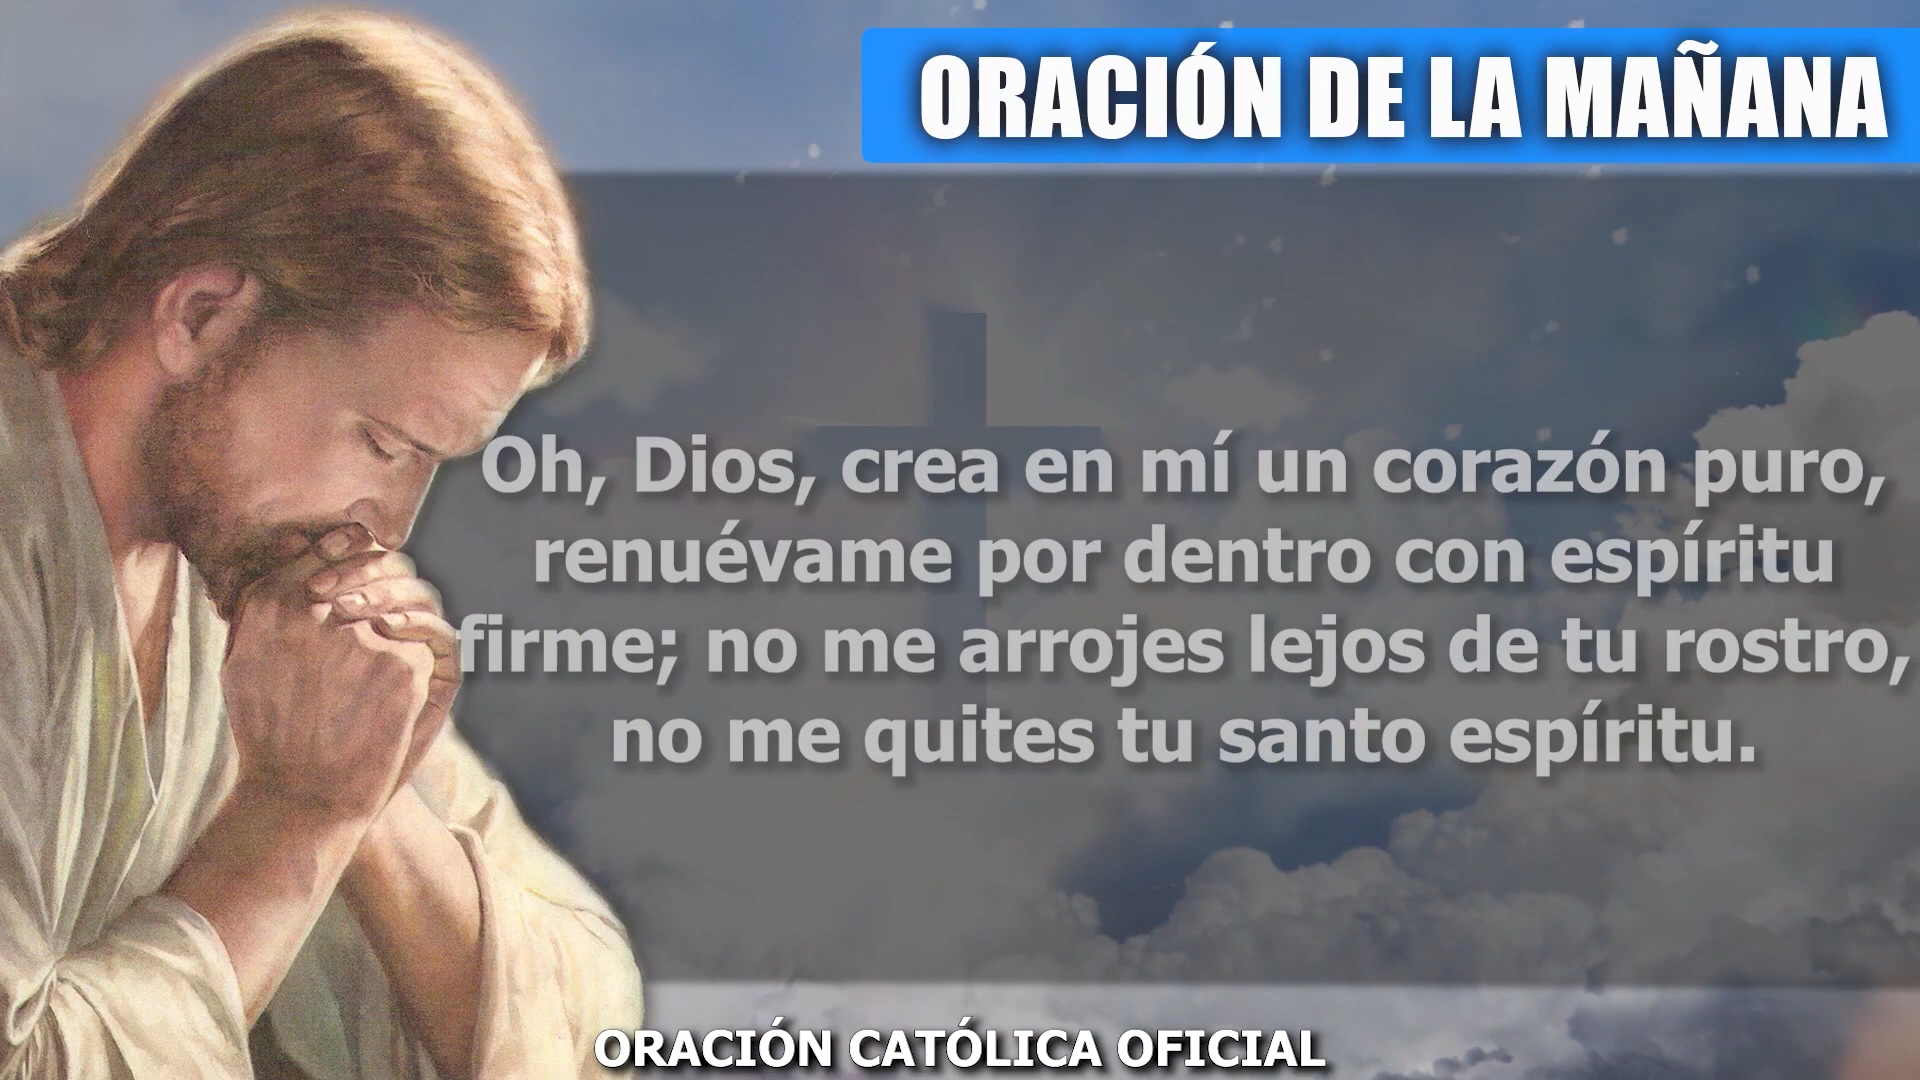 ORACIÓN DE LA MAÑANA
Oh, Dios, crea en mí un corazón puro,
renuévame por dentro con espíritu
firme; no me arrojes lejos de tu rostro,
no me quites tu santo espíritu.
ORACIÓN CATÓLICA OFICIAL